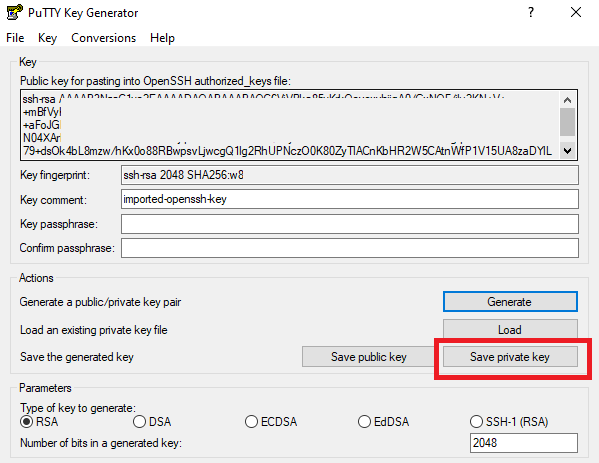 PuTTY Key Generator
File Key Conversions Help
Key
Public key for pasting into OpenSSH authorized_keys file:
ssh-rsa
+mBfVyl
+aFoJGl
N04XAr
79+dsOk4bL8mzw/hKx0o88RBwpsvLjwcgQ1lg2RhUPNczO0K80ZyTlACnKbHR2W5CAtnWfP1V15UA8zaDYlL
Key fingerprint: ssh-rsa 2048 SHA256:w8
Key comment: imported-openssh-key
Key passphrase:
Confirm passphrase:
Actions
Generate a public/private key pair Generate
Load an existing private key file Load
Save the generated key Save public key Save private key
Parameters
Type of key to generate:
RSA DSA ECDSA EdDSA SSH-1 (RSA)
Number of bits in a generated key: 2048